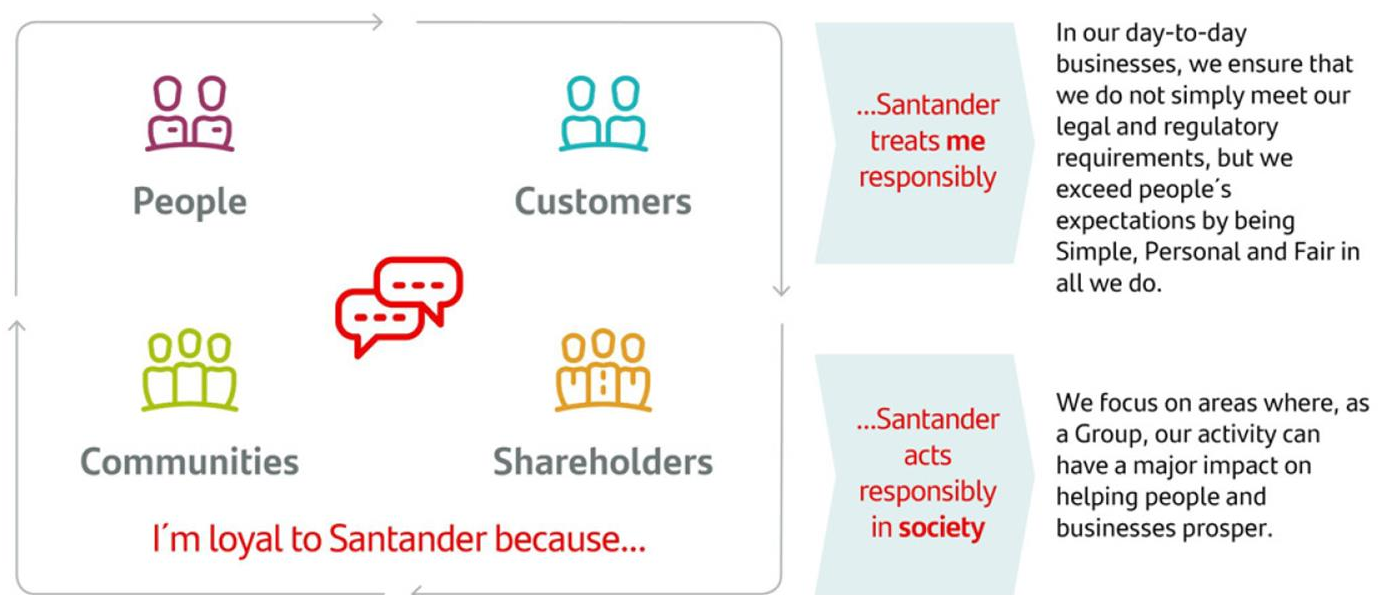 People
Customers
Communities
Shareholders
I´m loyal to Santander because...
...Santander
treats me
responsibly
In our day-to-day
businesses, we ensure that
we do not simply meet our
legal and regulatory
requirements, but we
exceed people´s
expectations by being
Simple, Personal and Fair in
all we do.
...Santander
acts
responsibly
in society
We focus on areas where, as
a Group, our activity can
have a major impact on
helping people and
businesses prosper.